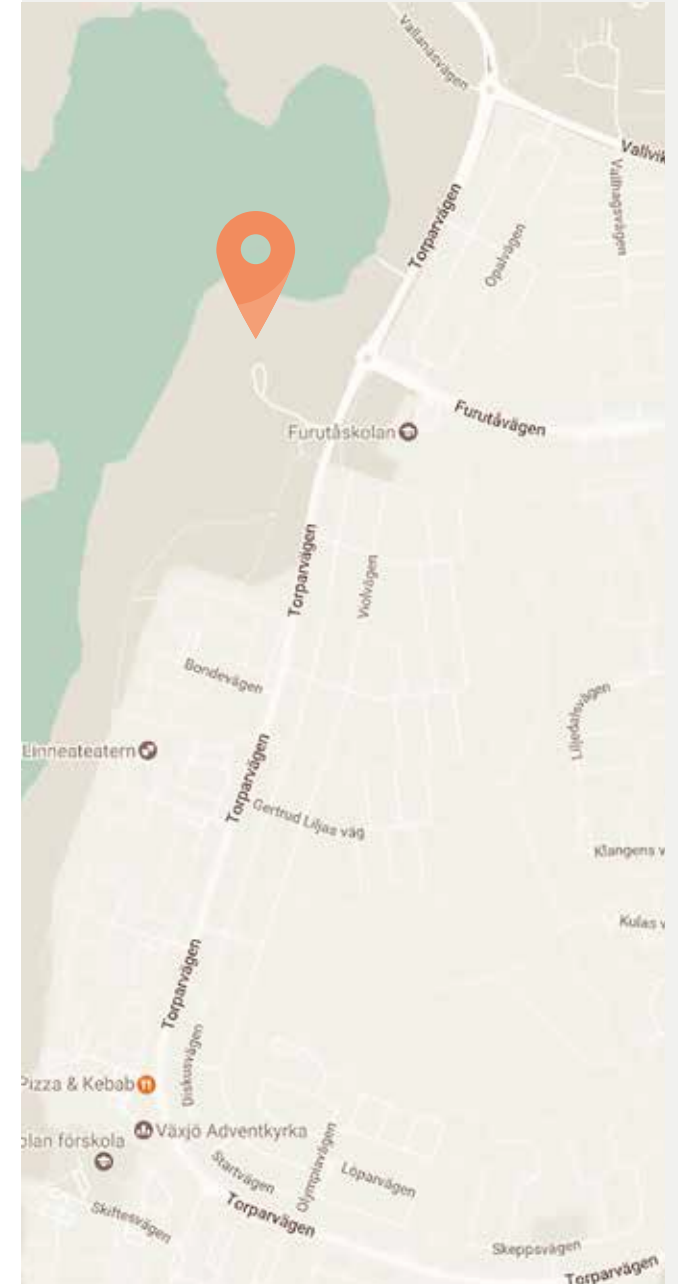 Vallanäsvägen
Vallvik
Vallhagsvägen
Torparvägen
Opalvägen
Furutåvägen
Furutåskolan
Torparvägen
Violvägen
Bondevägen
Liljedalsvägen
Linneateatern
Torparvägen
Gertrud Liljas väg
Klangens v
Kulas v
Torparvägen
Diskusvägen
Pizza & Kebab
Växjö Adventkyrka
olan förskola
Startvägen
Olympiavägen
Löparvägen
Skiftesvägen
Torparvägen
Skeppsvägen
Torparvägen